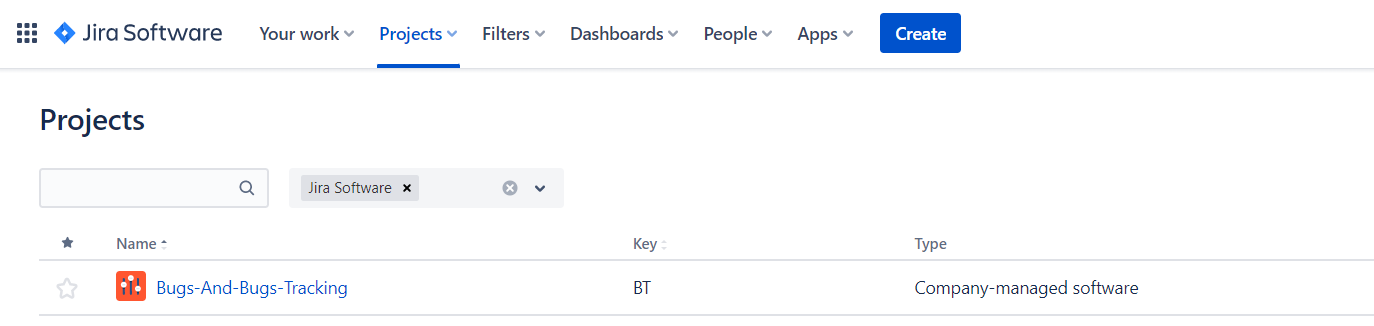 Jira Software Your work Projects Filters Dashboards People Apps Create
Projects
Jira Software
Name Key Type
Bugs-And-Bugs-Tracking BT Company-managed software